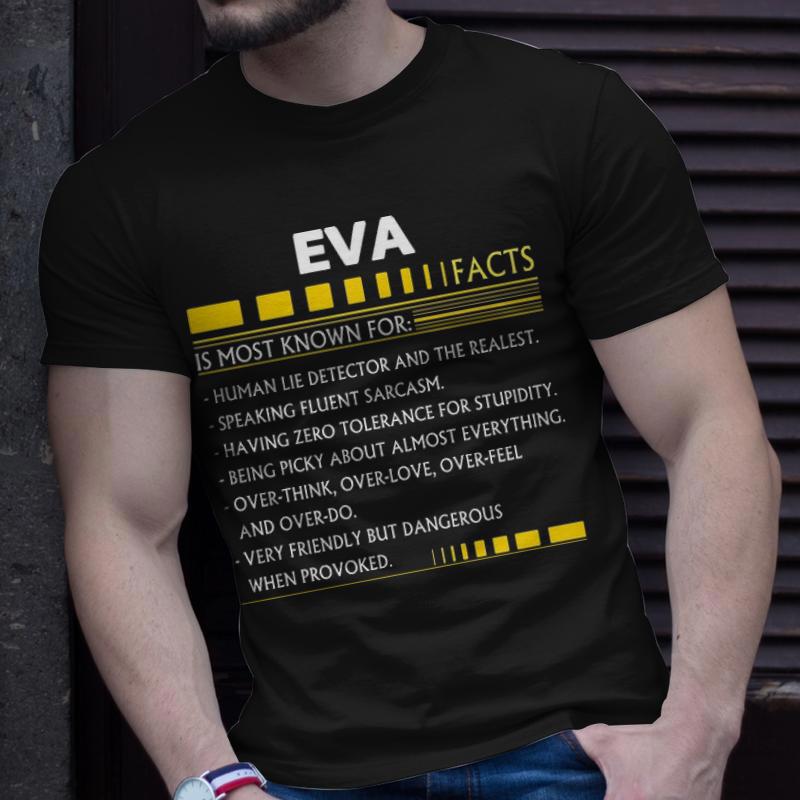 EVA
FACTS
IS MOST KNOWN FOR:
- HUMAN LIE DETECTOR AND THE REALEST.
- SPEAKING FLUENT SARCASM.
- HAVING ZERO TOLERANCE FOR STUPIDITY.
- BEING PICKY ABOUT ALMOST EVERYTHING.
- OVER-THINK, OVER-LOVE, OVER-FEEL
AND OVER-DO.
- VERY FRIENDLY BUT DANGEROUS
WHEN PROVOKED.